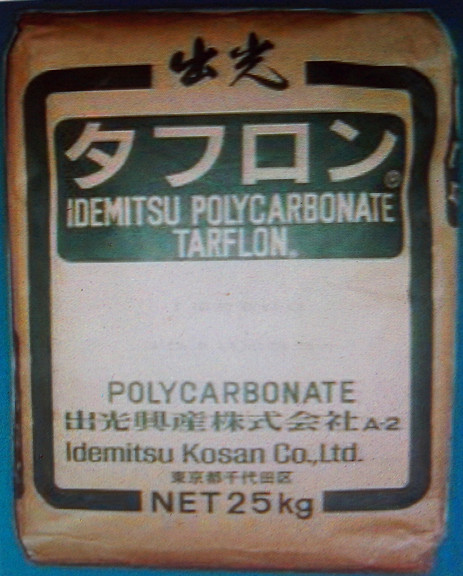 出光
タフロン®
IDEMITSU POLYCARBONATE
TARFLON®
POLYCARBONATE
出光興産株式会社 A-2
Idemitsu Kosan Co.,Ltd.
東京都千代田区
NET 25kg